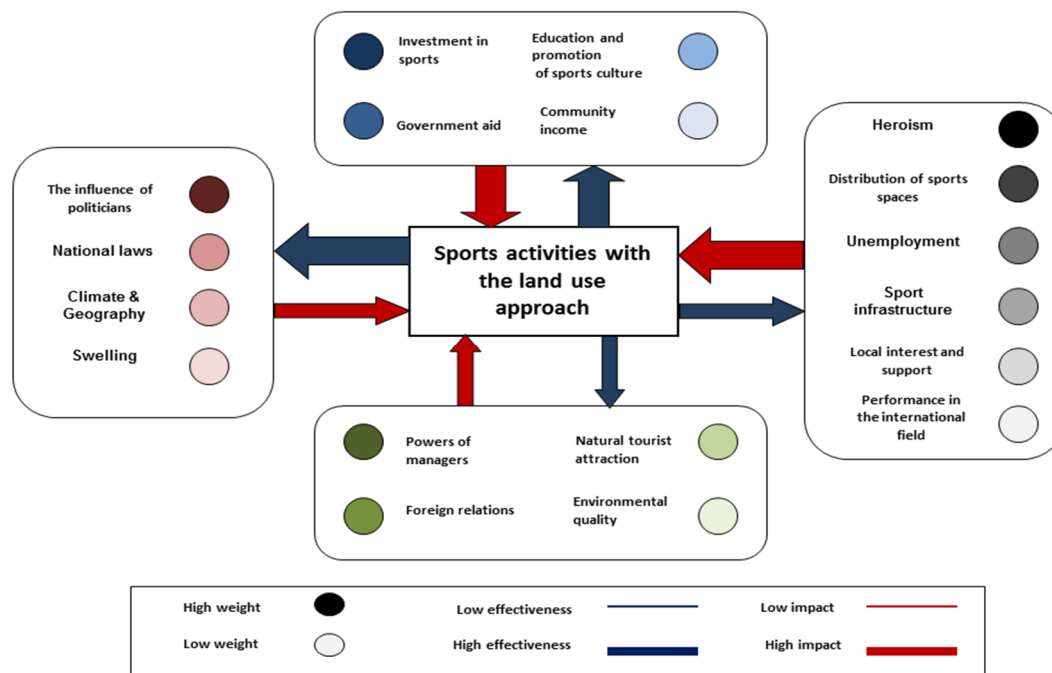 Investment in
sports
Education and
promotion
of sports culture
Government aid
Community
income
The influence of
politicians
National laws
Climate &
Geography
Swelling
Sports activities with
the land use
approach
Heroism
Distribution of sports
spaces
Unemployment
Sport
infrastructure
Local interest and
support
Performance in
the international
field
Powers of
managers
Natural tourist
attraction
Foreign relations
Environmental
quality
High weight
Low effectiveness
Low impact
Low weight
High effectiveness
High impact